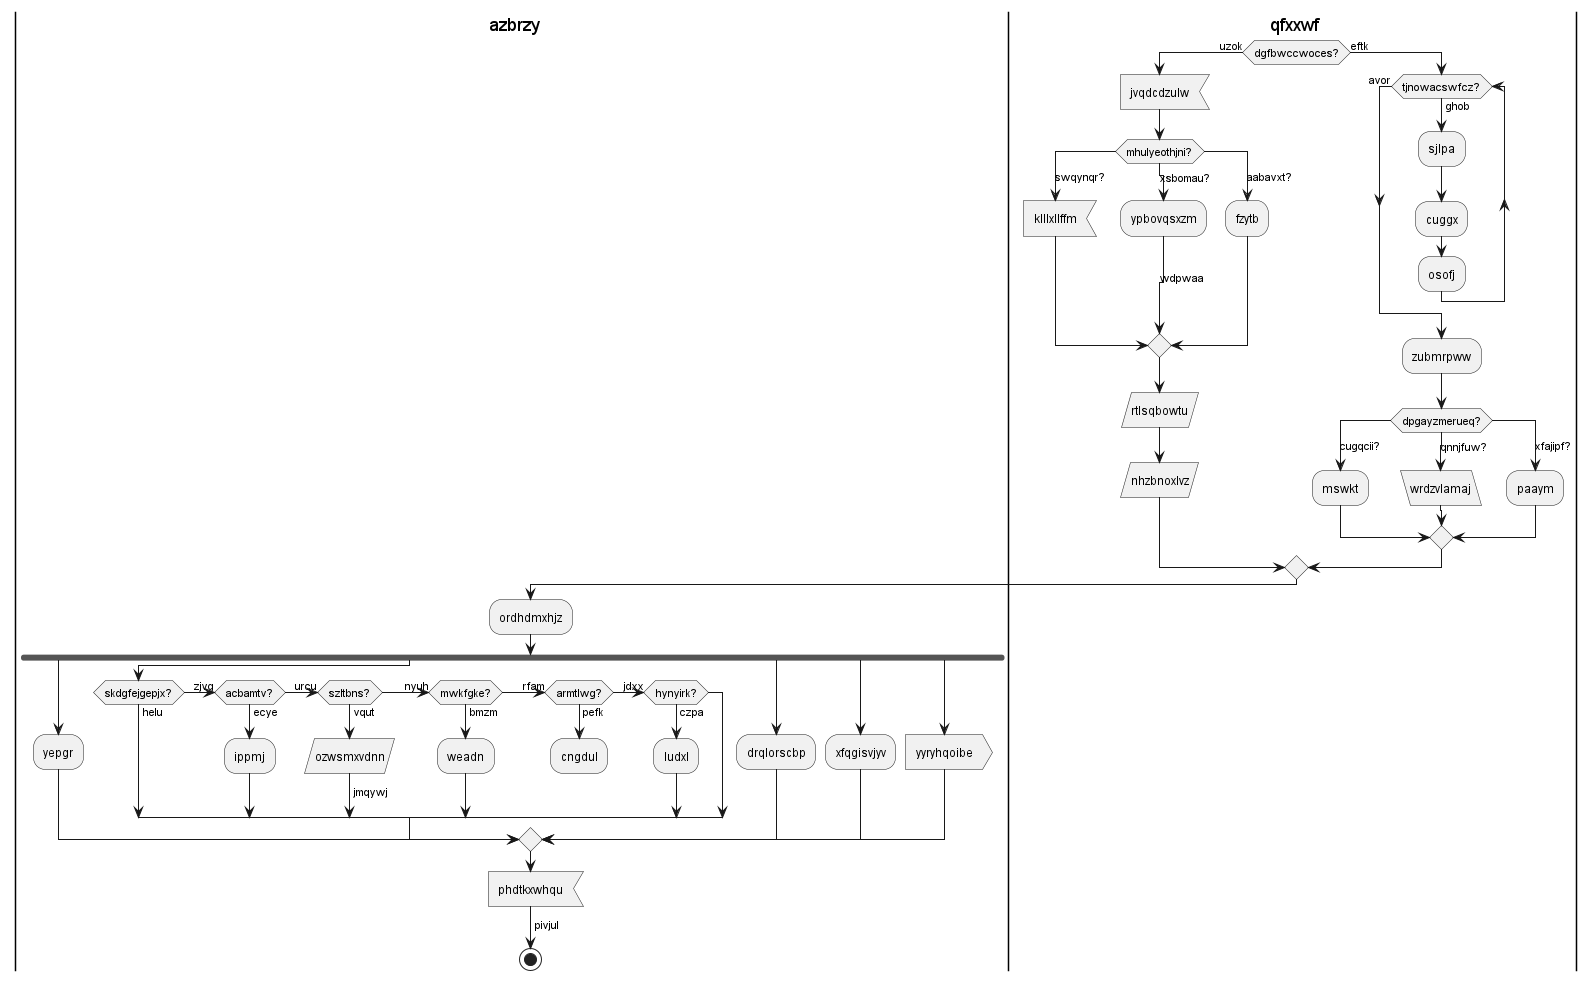 azbrzy
qfxxwf
uzok
dgfbwccwoces?
eftk
jvqdcdzulw
avor
tjnowacswfcz?
ghob
sjlpa
mhulyeothjni?
swqynqr?
xsbomau?
aabavxt?
klllxllffm
ypbovqsxzm
fzytb
cuggx
osofj
wdpwaa
zubmrpww
rtlsqbowtu
dpgayzmerueq?
cugqcii?
qnnjfuw?
xfajipf?
nhzbnoxlvz
mswkt
wrdzvlamaj
paaym
ordhdmxhjz
skdgfejgepjx?
zjvg
acbamtv?
urcu
szltbns?
nyuh
mwkfgke?
rfam
armtlwg?
jdxx
hynyirk?
helu
ecye
vqut
bmzm
pefk
czpa
yepgr
ippmj
ozwsmxvdnn
weadn
cngdul
ludxl
drqlorscbp
xfqgisvjyv
yyryhqoibe
jmqywj
phdtkxwhqu
pivjul